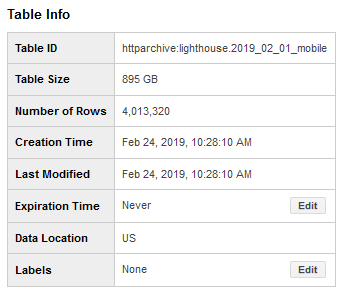 Table Info
Table ID httparchive:lighthouse.2019_02_01_mobile
Table Size 895 GB
Number of Rows 4,013,320
Creation Time Feb 24, 2019, 10:28:10 AM
Last Modified Feb 24, 2019, 10:28:10 AM
Expiration Time Never Edit
Data Location US
Labels None Edit